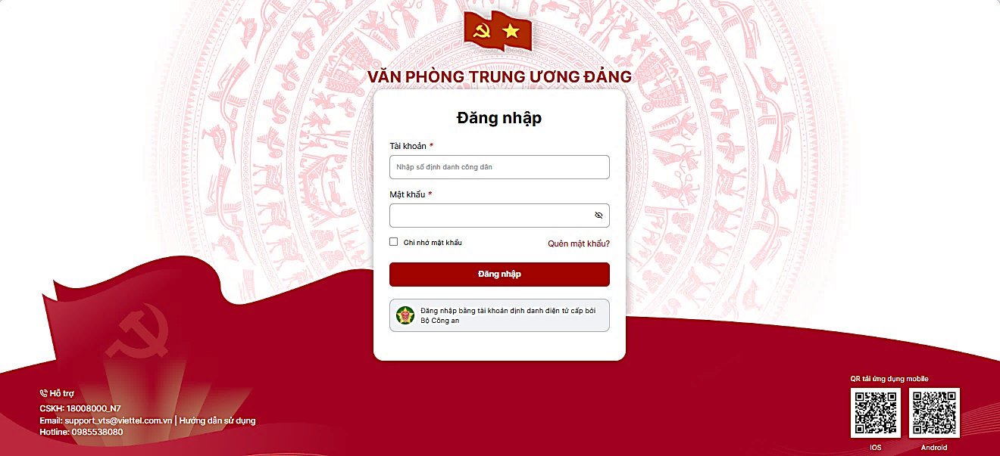 VĂN PHÒNG TRUNG ƯƠNG ĐẢNG
Đăng nhập
Tài khoản *
Nhập số định danh công dân
Mật khẩu *
Ghi nhớ mật khẩu
Quên mật khẩu?
Đăng nhập
Đăng nhập bằng tài khoản định danh điện tử cấp bởi
Bộ Công an
Hỗ trợ
CSKH: 18008000_N7
Email: support_vts@viettel.com.vn | Hướng dẫn sử dụng
Hotline: 0985538080
QR tải ứng dụng mobile
IOS
Android